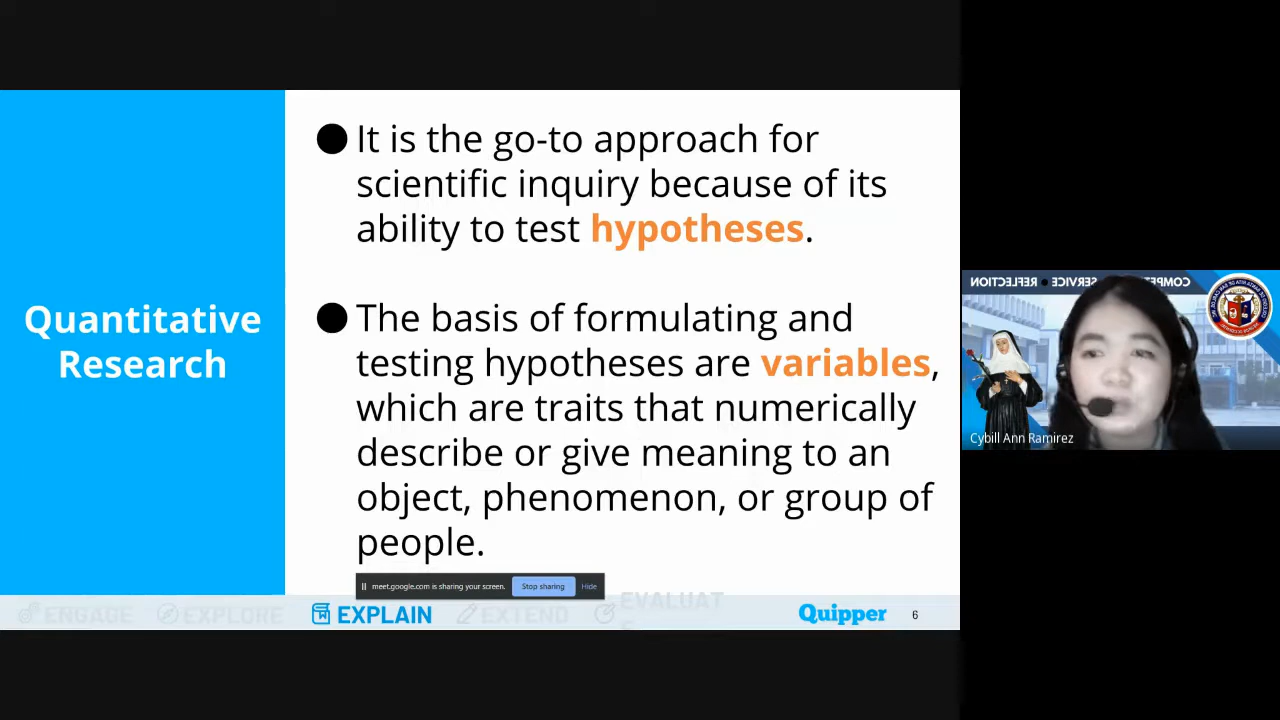 Quantitative
Research
● It is the go-to approach for
scientific inquiry because of its
ability to test hypotheses.
● The basis of formulating and
testing hypotheses are variables,
which are traits that numerically
describe or give meaning to an
object, phenomenon, or group of
people.
meet.google.com is sharing your screen. Stop sharing Hide
ENGAGE EXPLORE EXPLAIN EXTEND EVALUAT
E
Quipper 6
SERVICE ● REFLECTION
Cybill Ann Ramirez